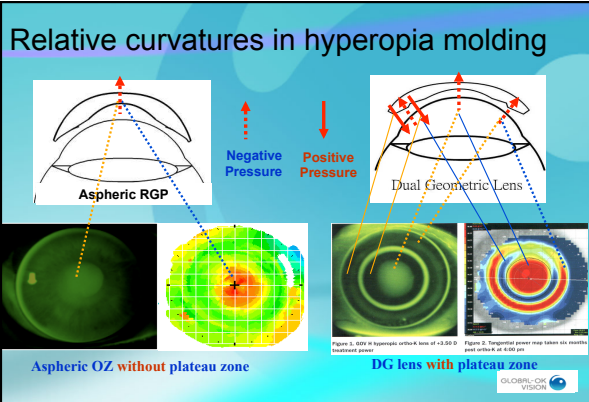 Relative curvatures in hyperopia molding
Negative
Pressure
Positive
Pressure
Aspheric RGP
Dual Geometric Lens
Figure 1. GOV H hyperopic ortho-K lens of +3.50 D
treatment power
Figure 2. Tangential power map taken six months
post ortho-K at 4:00 pm
Aspheric OZ without plateau zone
DG lens with plateau zone
GLOBAL-OK
VISION